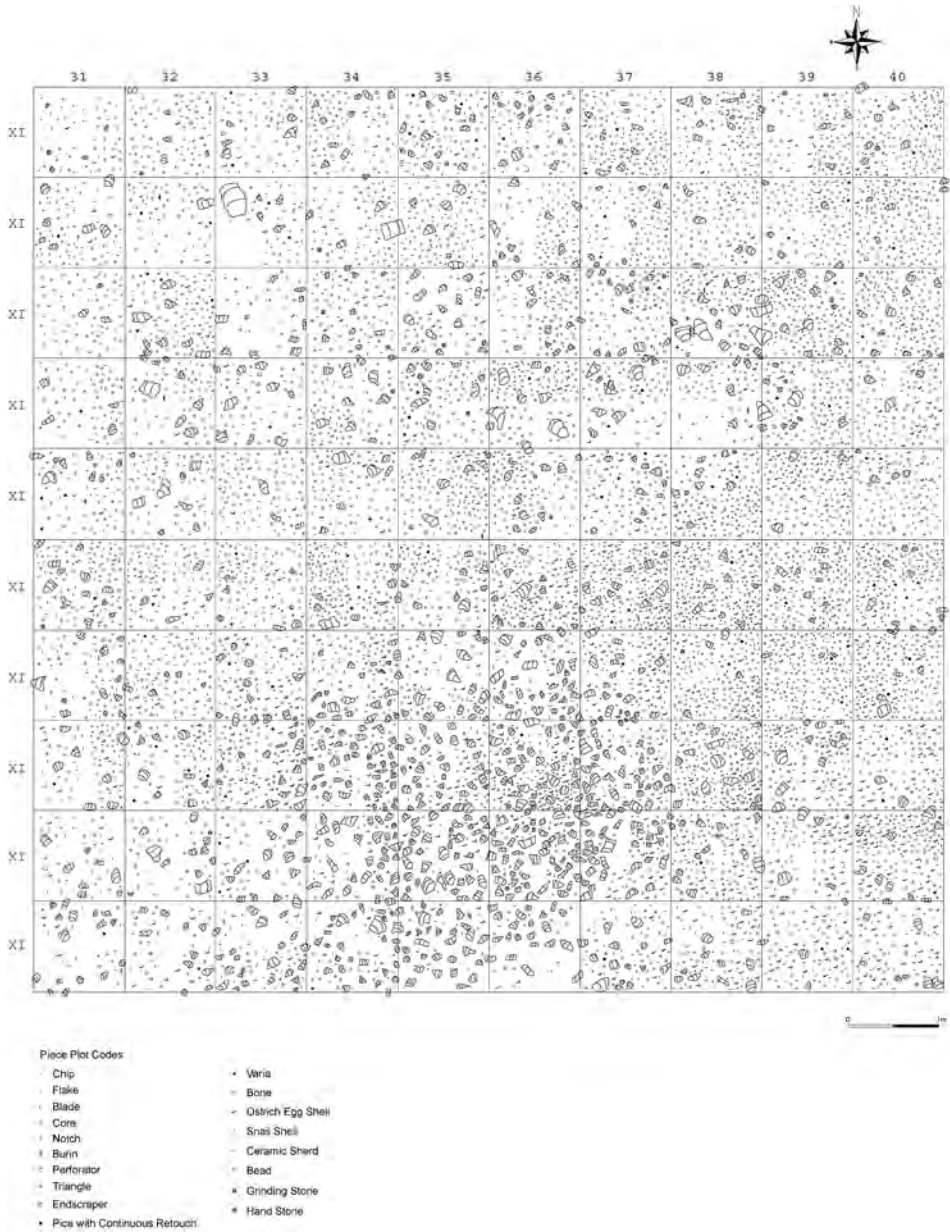 N
31 32 33 34 35 36 37 38 39 40
XI
XI
XI
XI
XI
XI
XI
XI
XI
XI
0 1m
Piece Plot Codes
Chip
Flake
Blade
Core
Notch
Burin
Perforator
Triangle
Endscraper
Pice with Continuous Retouch
Varia
Bone
Ostrich Egg Shell
Snail Shell
Ceramic Sherd
Bead
Grinding Stone
Hand Stone